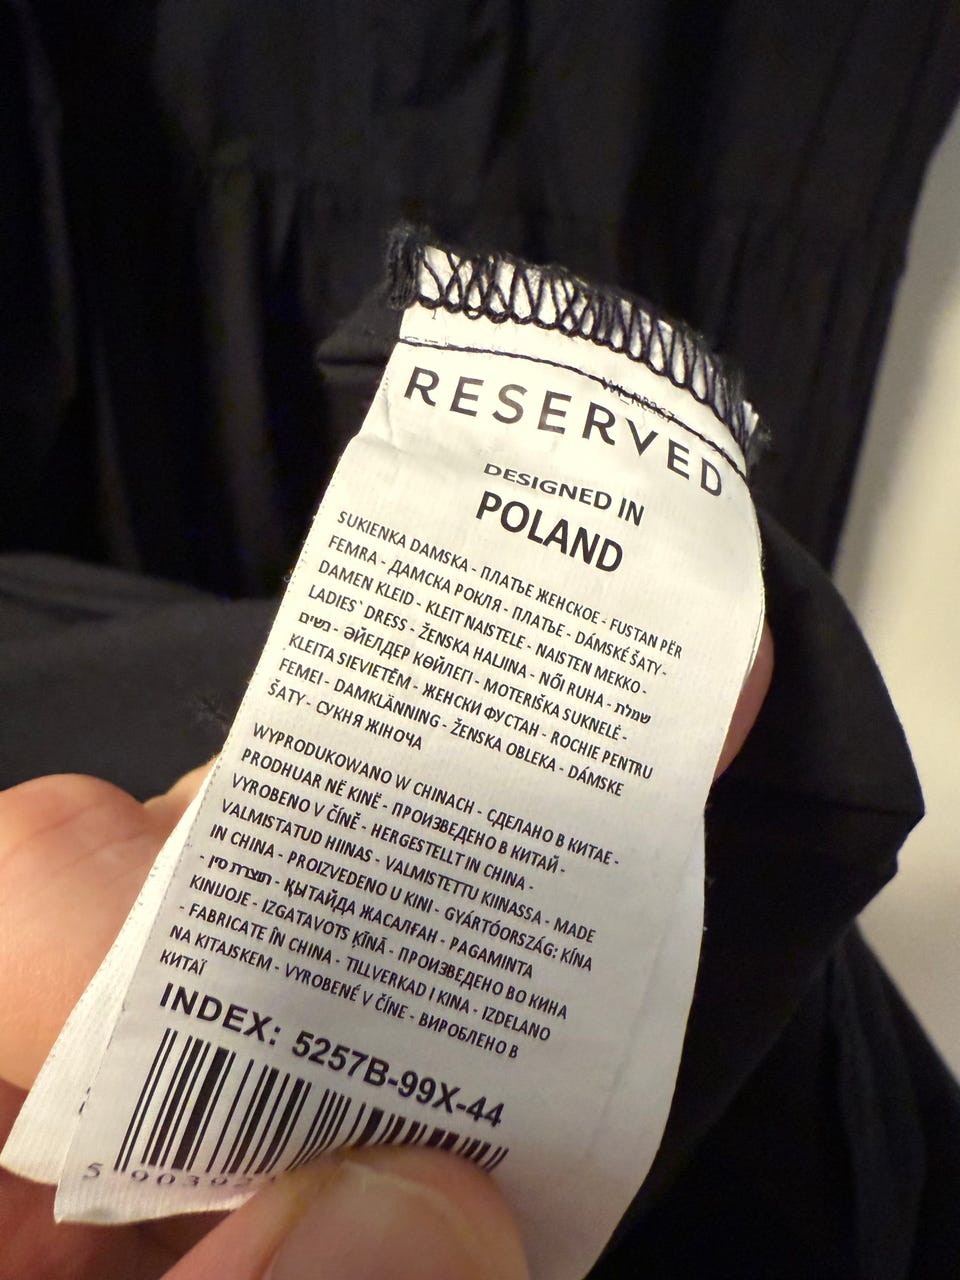 RESERVED
DESIGNED IN
POLAND
SUKIENKA DAMSKA - ПЛАТЬЕ ЖЕНСКОЕ - FUSTAN PËR
FEMRA - ДАМСКА РОКЛЯ - ПЛАТЬЕ - DÁMSKÉ ŠATY -
DAMEN KLEID - KLEIT NAISTELE - NAISTEN MEKKO -
LADIES` DRESS - ŽENSKA HALJINA - NŐI RUHA - שמלת
נשים - ӘЙЕЛДЕР КӨЙЛЕГІ - MOTERIŠKA SUKNELĖ -
KLEITA SIEVIETĒM - ЖЕНСКИ ФУСТАН - ROCHIE PENTRU
FEMEI - DAMKLÄNNING - ŽENSKA OBLEKA - DÁMSKE
ŠATY - СУКНЯ ЖІНОЧА
WYPRODUKOWANO W CHINACH - СДЕЛАНО В КИТАЕ -
PRODHUAR NË KINË - ПРОИЗВЕДЕНО В КИТАЙ -
VYROBENO V ČÍNĚ - HERGESTELLT IN CHINA -
VALMISTATUD HIINAS - VALMISTETTU KIINASSA - MADE
IN CHINA - PROIZVEDENO U KINI - GYÁRTÓORSZÁG: KÍNA
- תוצרת סין - ҚЫТАЙДА ЖАСАЛҒАН - PAGAMINTA
KINIJOJE - IZGATAVOTS ĶĪNĀ - ПРОИЗВЕДЕНО ВО КИНА
- FABRICATE ÎN CHINA - TILLVERKAD I KINA - IZDELANO
NA KITAJSKEM - VYROBENÉ V ČÍNE - ВИРОБЛЕНО В
КИТАЇ
INDEX: 5257B-99X-44
5 90392